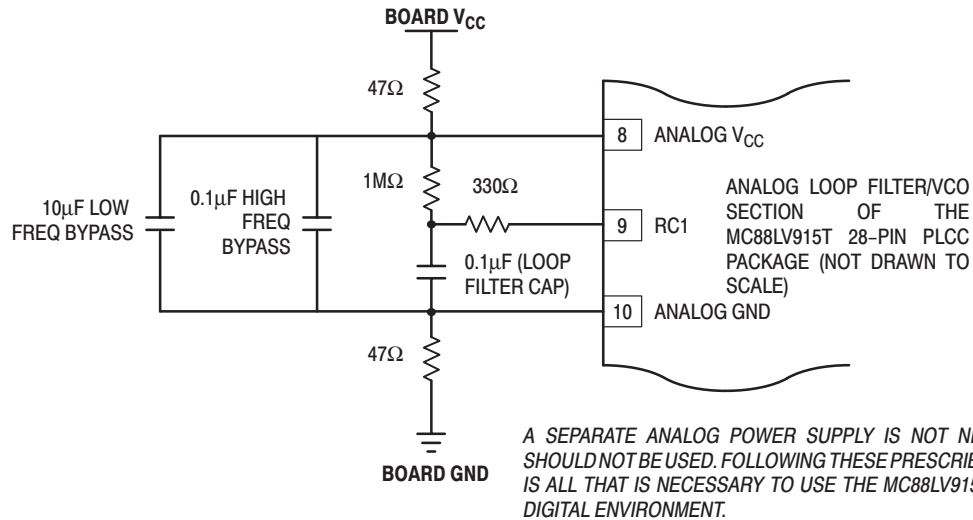 BOARD VCC
47Ω
8 ANALOG VCC
1MΩ
330Ω
10μF LOW
FREQ BYPASS
0.1μF HIGH
FREQ
BYPASS
9 RC1
ANALOG LOOP FILTER/VCO
SECTION OF THE
MC88LV915T 28–PIN PLCC
PACKAGE (NOT DRAWN TO
SCALE)
0.1μF (LOOP
FILTER CAP)
10 ANALOG GND
47Ω
BOARD GND
A SEPARATE ANALOG POWER SUPPLY IS NOT
SHOULD NOT BE USED. FOLLOWING THESE
IS ALL THAT IS NECESSARY TO USE THE
DIGITAL ENVIRONMENT.